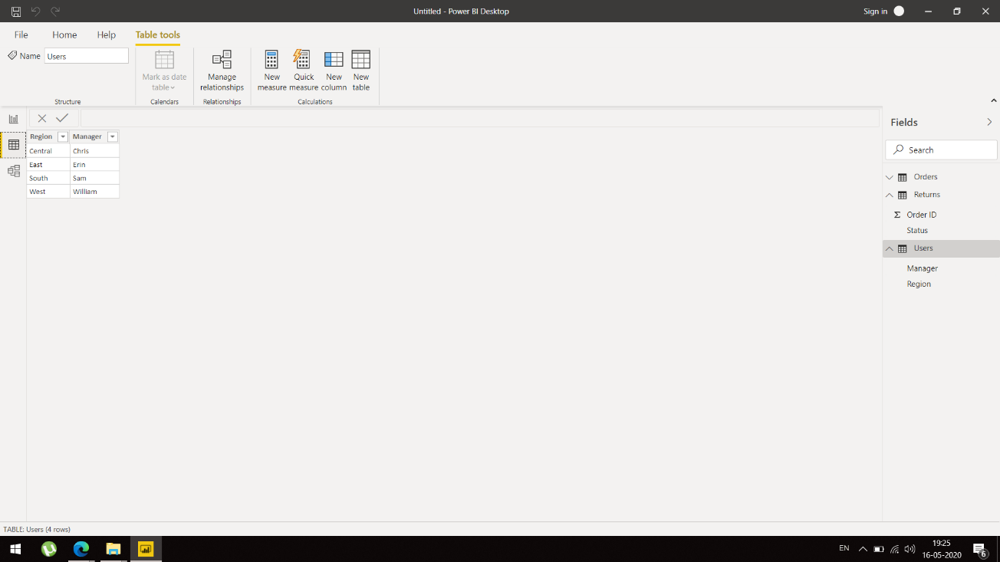 Untitled - Power BI Desktop
Sign in
File Home Help Table tools
Name Users
Mark as date table
Manage relationships
New measure
Quick measure
New column
New table
Structure
Calendars
Relationships
Calculations
Fields
Search
Region Manager
Central Chris
East Erin
South Sam
West William
Orders
Returns
Σ Order ID
Status
Users
Manager
Region
TABLE: Users (4 rows)
EN
19:25
16-05-2020
6